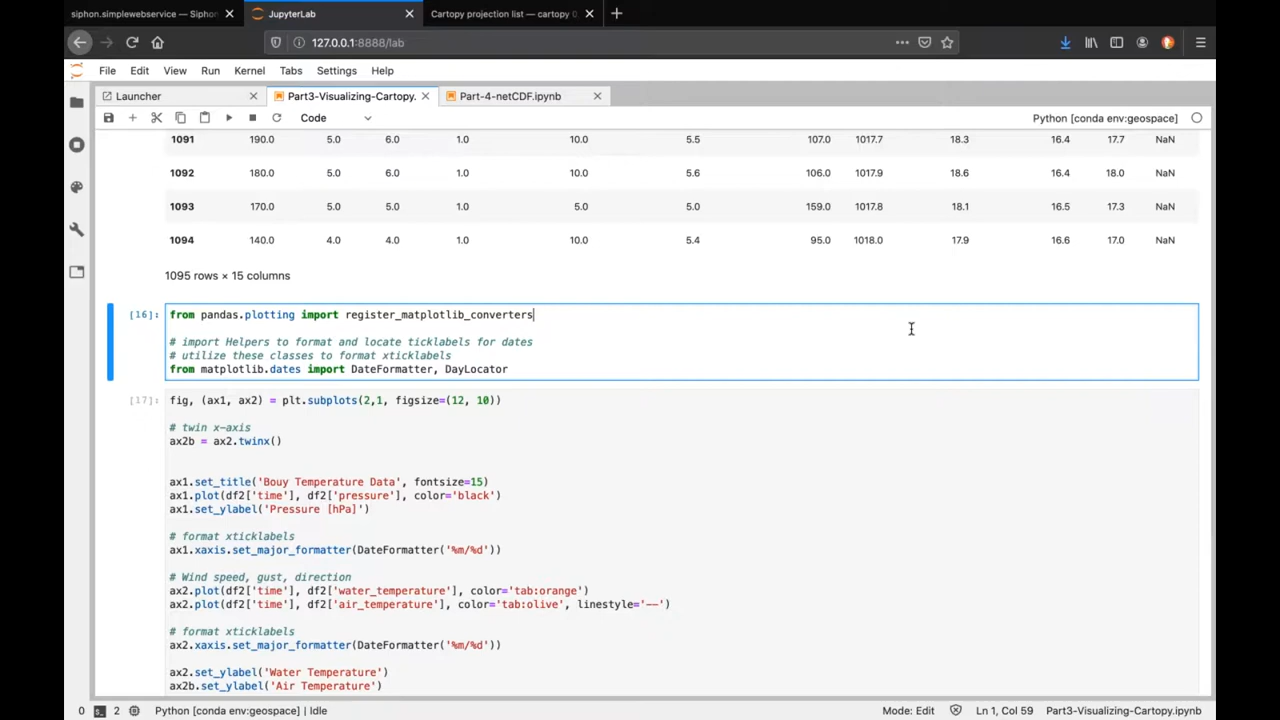 siphon.simplewebservice — Siphon
JupyterLab
Cartopy projection list — cartopy 0
127.0.0.1:8888/lab
File Edit View Run Kernel Tabs Settings Help
Launcher
Part3-Visualizing-Cartopy.
Part-4-netCDF.ipynb
Code
Python [conda env:geospace]
1091 190.0 5.0 6.0 1.0 10.0 5.5 107.0 1017.7 18.3 16.4 17.7 NaN
1092 180.0 5.0 6.0 1.0 10.0 5.6 106.0 1017.9 18.6 16.4 18.0 NaN
1093 170.0 5.0 5.0 1.0 5.0 5.0 159.0 1017.8 18.1 16.5 17.3 NaN
1094 140.0 4.0 4.0 1.0 10.0 5.4 95.0 1018.0 17.9 16.6 17.0 NaN
1095 rows × 15 columns
[16]: from pandas.plotting import register_matplotlib_converters
# import Helpers to format and locate ticklabels for dates
# utilize these classes to format xticklabels
from matplotlib.dates import DateFormatter, DayLocator
[17]: fig, (ax1, ax2) = plt.subplots(2,1, figsize=(12, 10))
# twin x-axis
ax2b = ax2.twinx()
ax1.set_title('Bouy Temperature Data', fontsize=15)
ax1.plot(df2['time'], df2['pressure'], color='black')
ax1.set_ylabel('Pressure [hPa]')
# format xticklabels
ax1.xaxis.set_major_formatter(DateFormatter('%m/%d'))
# Wind speed, gust, direction
ax2.plot(df2['time'], df2['water_temperature'], color='tab:orange')
ax2.plot(df2['time'], df2['air_temperature'], color='tab:olive', linestyle='--')
# format xticklabels
ax2.xaxis.set_major_formatter(DateFormatter('%m/%d'))
ax2.set_ylabel('Water Temperature')
ax2b.set_ylabel('Air Temperature')
0 2 Python [conda env:geospace] | Idle
Mode: Edit Ln 1, Col 59 Part3-Visualizing-Cartopy.ipynb